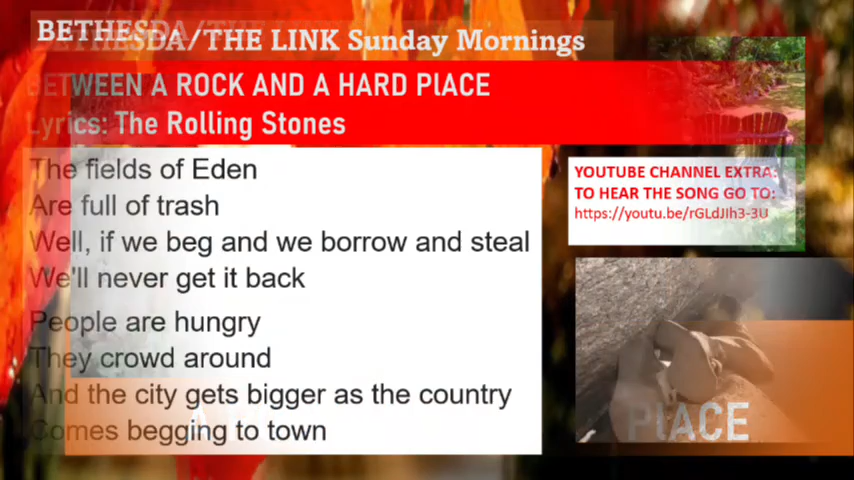 BETHESDA/THE LINK Sunday Mornings
BETWEEN A ROCK AND A HARD PlACE
Lyrics: The Rolling Stones
The fields of Eden
Are full of trash
Well, if we beg and we borrow and steal
We'll never get it back
People are hungry
They crowd around
And the city gets bigger as the country
Comes begging to town
YOUTUBE CHANNEL EXTRA:
TO HEAR THE SONG GO TO:
https://youtu.be/rGLdJIh3-3U
PlACE